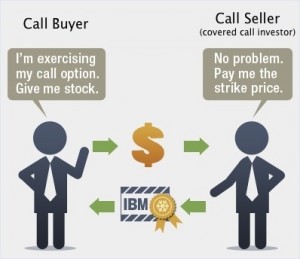 Call Buyer
Call Seller
(covered call investor)
I'm exercising
my call option.
Give me stock.
No problem.
Pay me the
strike price.
$
IBM